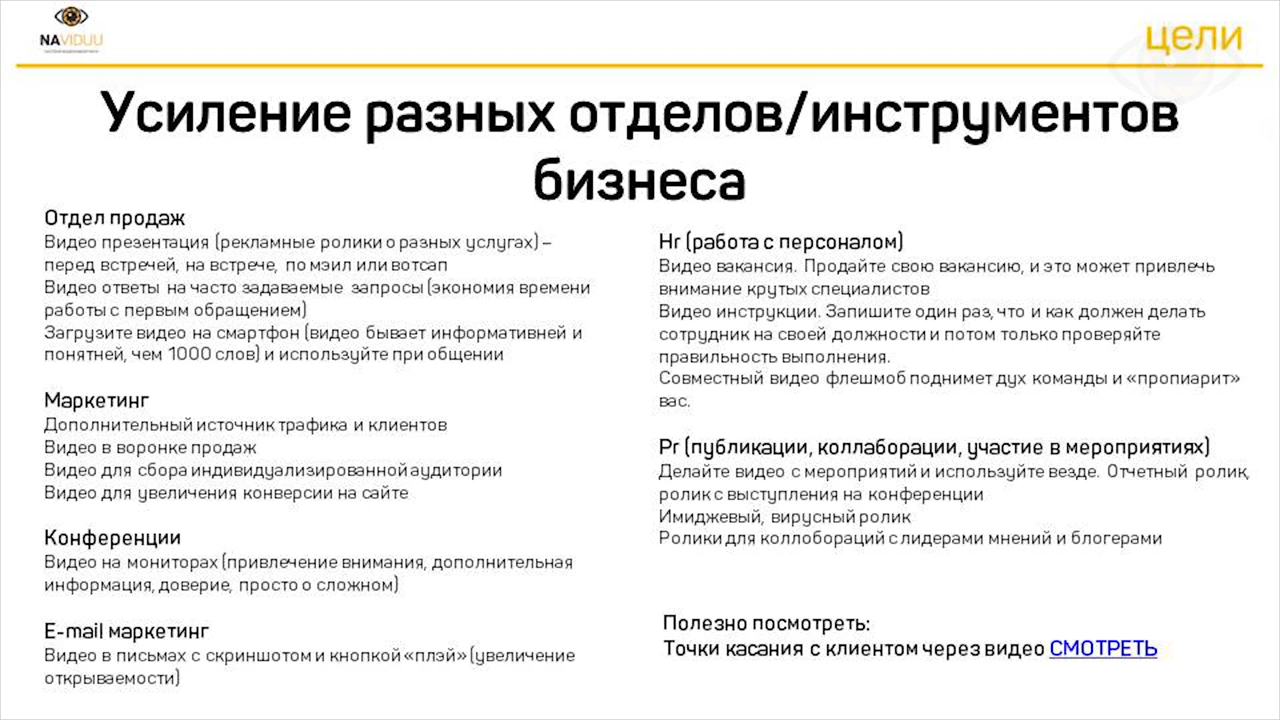 NAVIDUU
цели
Усиление разных отделов/инструментов
бизнеса
Отдел продаж
Видео презентация (рекламные ролики о разных услугах) –
перед встречей, на встрече, по мэил или вотсап
Видео ответы на часто задаваемые запросы (экономия времени
работы с первым обращением)
Загрузите видео на смартфон (видео бывает информативней и
понятней, чем 1000 слов) и используйте при общении
Маркетинг
Дополнительный источник трафика и клиентов
Видео в воронке продаж
Видео для сбора индивидуализированной аудитории
Видео для увеличения конверсии на сайте
Конференции
Видео на мониторах (привлечение внимания, дополнительная
информация, доверие, просто о сложном)
E-mail маркетинг
Видео в письмах с скриншотом и кнопкой «плэй» (увеличение
открываемости)
Hr (работа с персоналом)
Видео вакансия. Продайте свою вакансию, и это может привлечь
внимание крутых специалистов
Видео инструкции. Запишите один раз, что и как должен делать
сотрудник на своей должности и потом только проверяйте
правильность выполнения.
Совместный видео флешмоб поднимет дух команды и «пропиарит»
вас.
Pr (публикации, коллаборации, участие в мероприятиях)
Делайте видео с мероприятий и используйте везде. Отчетный ролик,
ролик с выступления на конференции
Имиджевый, вирусный ролик
Ролики для коллобораций с лидерами мнений и блогерами
Полезно посмотреть:
Точки касания с клиентом через видео СМОТРЕТЬ